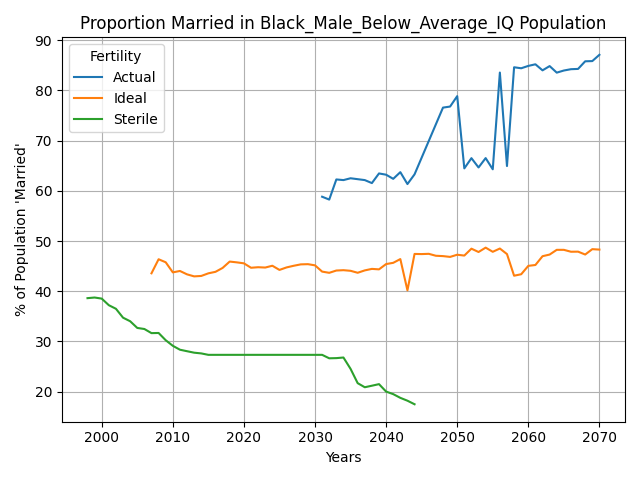 Proportion Married in Black_Male_Below_Average_IQ Population
% of Population 'Married'
90
80
70
60
50
40
30
20
Fertility
Actual
Ideal
Sterile
2000 2010 2020 2030 2040 2050 2060 2070
Years